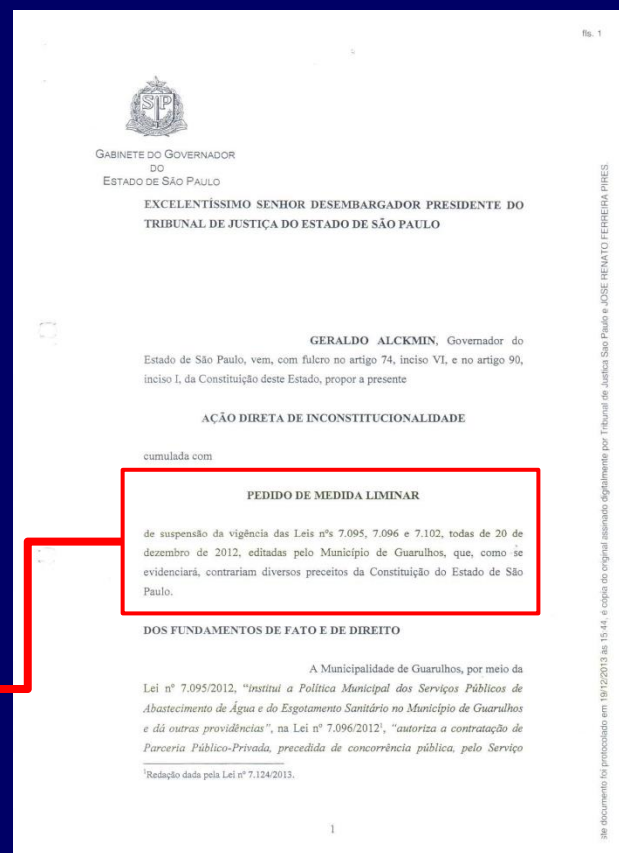 fls. 1
SP
GABINETE DO GOVERNADOR
DO
ESTADO DE SÃO PAULO
EXCELENTÍSSIMO SENHOR DESEMBARGADOR PRESIDENTE DO
TRIBUNAL DE JUSTIÇA DO ESTADO DE SÃO PAULO
GERALDO ALCKMIN, Governador do
Estado de São Paulo, vem, com fulcro no artigo 74, inciso VI, e no artigo 90,
inciso I, da Constituição deste Estado, propor a presente
AÇÃO DIRETA DE INCONSTITUCIONALIDADE
cumulada com
PEDIDO DE MEDIDA LIMINAR
de suspensão da vigência das Leis nºs 7.095, 7.096 e 7.102, todas de 20 de
dezembro de 2012, editadas pelo Município de Guarulhos, que, como se
evidenciará, contrariam diversos preceitos da Constituição do Estado de São
Paulo.
DOS FUNDAMENTOS DE FATO E DE DIREITO
A Municipalidade de Guarulhos, por meio da
Lei nº 7.095/2012, "institui a Política Municipal dos Serviços Públicos de
Abastecimento de Água e do Esgotamento Sanitário no Município de Guarulhos
e dá outras providências", na Lei nº 7.096/2012¹, "autoriza a contratação de
Parceria Público-Privada, precedida de concorrência pública, pelo Serviço
¹Redação dada pela Lei nº 7.124/2013.
1
ste documento foi protocolado em 19/12/2013 às 15:44, é cópia do original assinado digitalmente por Tribunal de Justica Sao Paulo e JOSE RENATO FERREIRA PIRES.